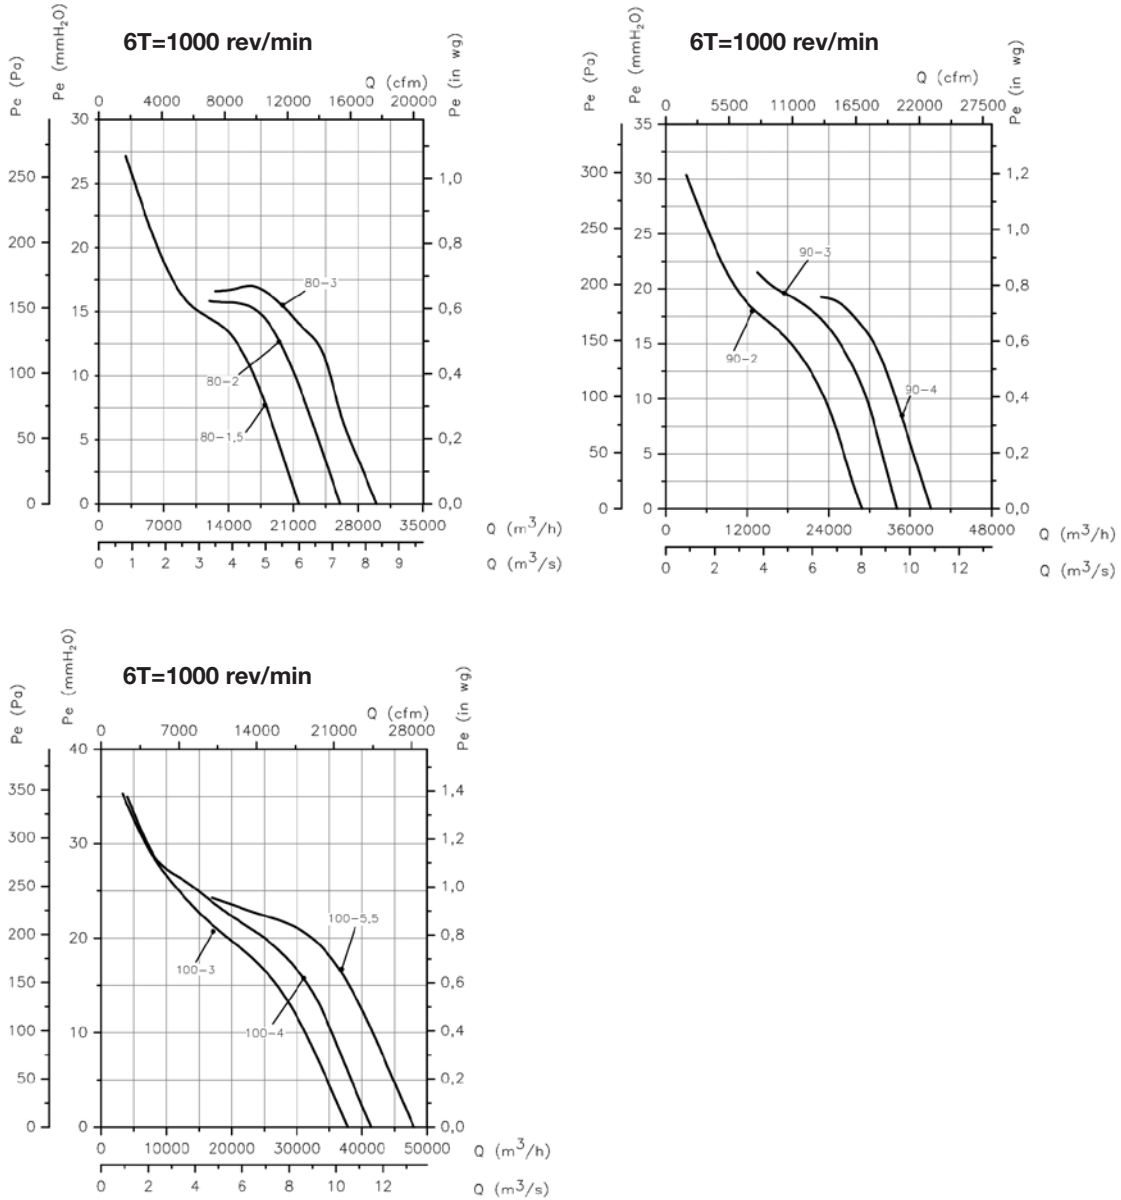 6T=1000 rev/min
Pe (Pa)
Pe (mmH2O)
Pe (in wg)
Q (cfm)
0 4000 8000 12000 16000 20000
30
25
20
15
10
5
0
250
200
150
100
50
0
1,0
0,8
0,6
0,4
0,2
0,0
80-3
80-2
80-1,5
0 7000 14000 21000 28000 35000 Q (m³/h)
0 1 2 3 4 5 6 7 8 9 Q (m³/s)
6T=1000 rev/min
Pe (Pa)
Pe (mmH2O)
Pe (in wg)
Q (cfm)
0 5500 11000 16500 22000 27500
35
30
25
20
15
10
5
0
300
250
200
150
100
50
0
1,2
1,0
0,8
0,6
0,4
0,2
0,0
90-3
90-2
90-4
0 12000 24000 36000 48000 Q (m³/h)
0 2 4 6 8 10 12 Q (m³/s)
6T=1000 rev/min
Pe (Pa)
Pe (mmH2O)
Pe (in wg)
Q (cfm)
0 7000 14000 21000 28000
40
30
20
10
0
350
300
250
200
150
100
50
0
1,4
1,2
1,0
0,8
0,6
0,4
0,2
0,0
100-5,5
100-3
100-4
0 10000 20000 30000 40000 50000 Q (m³/h)
0 2 4 6 8 10 12 Q (m³/s)